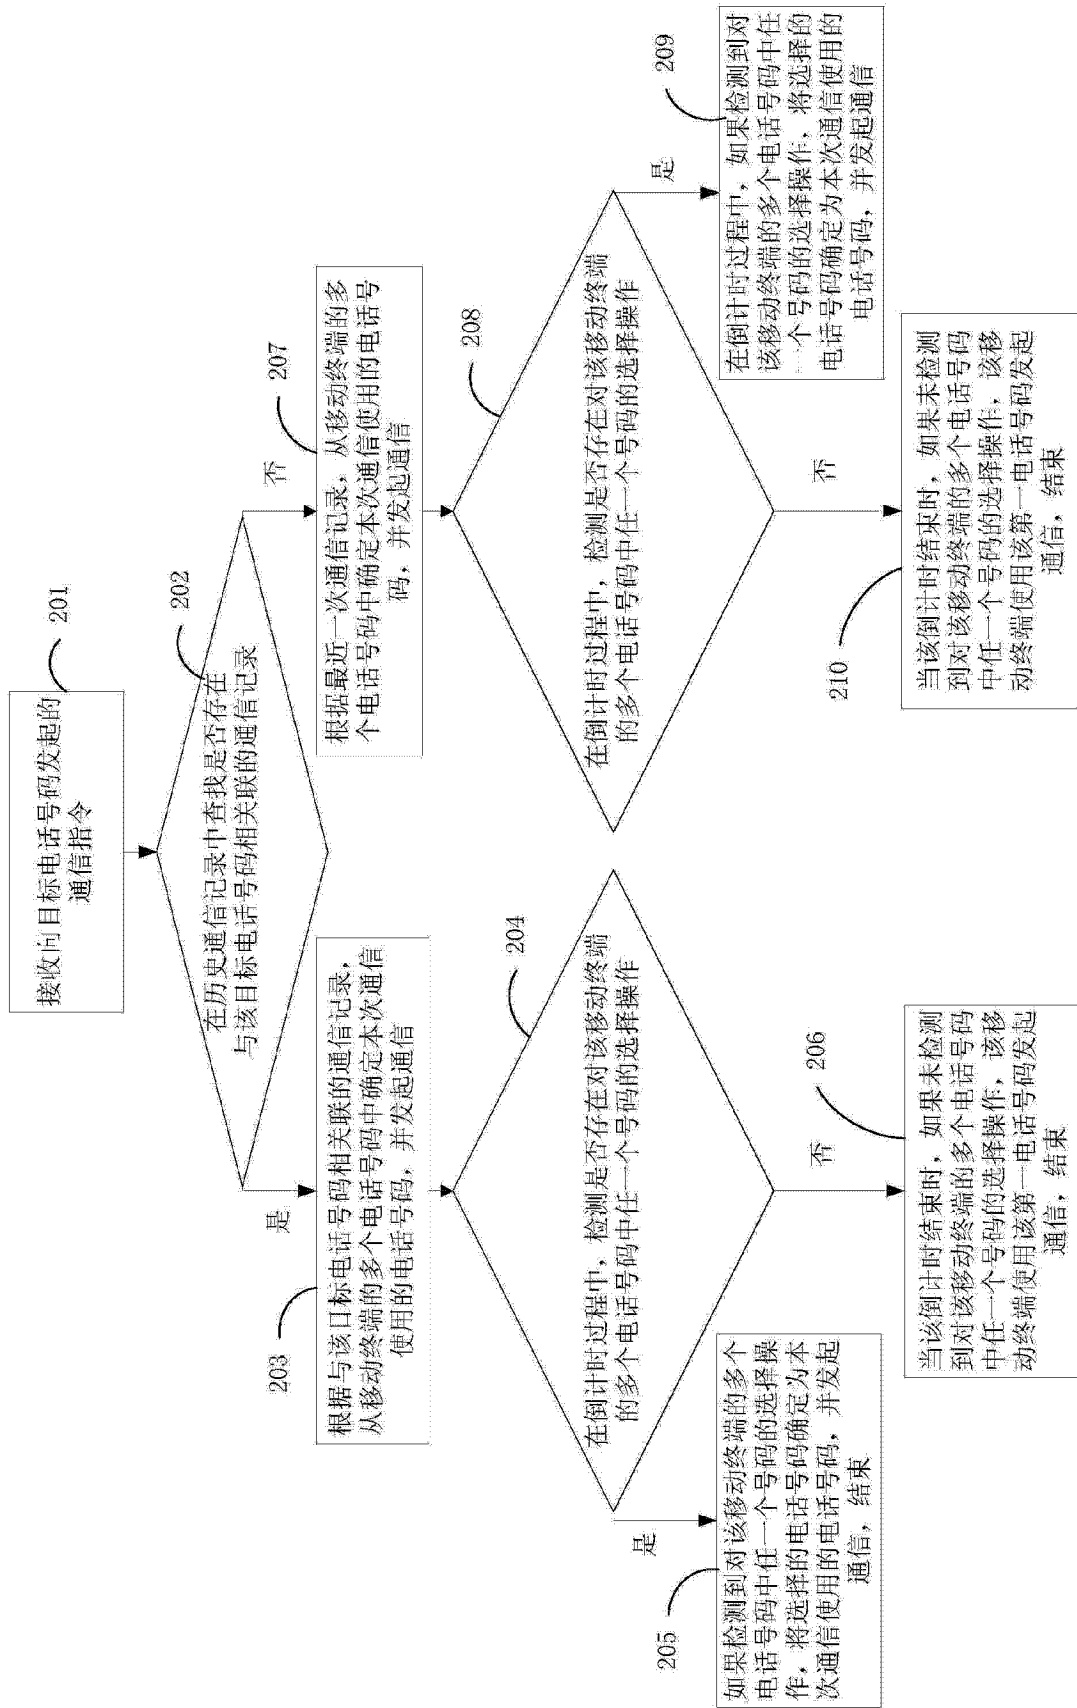 接收向目标电话号码发起的
通信指令
201
在历史通信记录中查找是否存在
与该目标电话号码相关联的通信记录
202
是
否
根据与该目标电话号码相关联的通信记录，
从移动终端的多个电话号码中确定本次通信
使用的电话号码，并发起通信
203
根据最近一次通信记录，从移动终端的多
个电话号码中确定本次通信使用的电话号
码，并发起通信
207
在倒计时过程中，检测是否存在对该移动终端
的多个电话号码中任一个号码的选择操作
204
在倒计时过程中，检测是否存在对该移动终端
的多个电话号码中任一个号码的选择操作
208
是
否
是
否
如果检测到对该移动终端的多个
电话号码中任一个号码的选择操
作，将选择的电话号码确定为本
次通信使用的电话号码，并发起
通信，结束
205
当该倒计时结束时，如果未检测
到对该移动终端的多个电话号码
中任一个号码的选择操作，该移
动终端使用该第一电话号码发起
通信，结束
206
在倒计时过程中，如果检测到对
该移动终端的多个电话号码中任
一个号码的选择操作，将选择的
电话号码确定为本次通信使用的
电话号码，并发起通信
209
当该倒计时结束时，如果未检测
到对该移动终端的多个电话号码
中任一个号码的选择操作，该移
动终端使用该第一电话号码发起
通信，结束
210